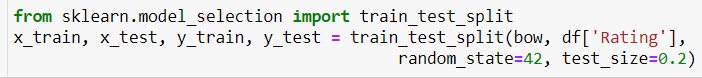 from sklearn.model_selection import train_test_split
x_train, x_test, y_train, y_test = train_test_split(bow, df['Rating'],
random_state=42, test_size=0.2)